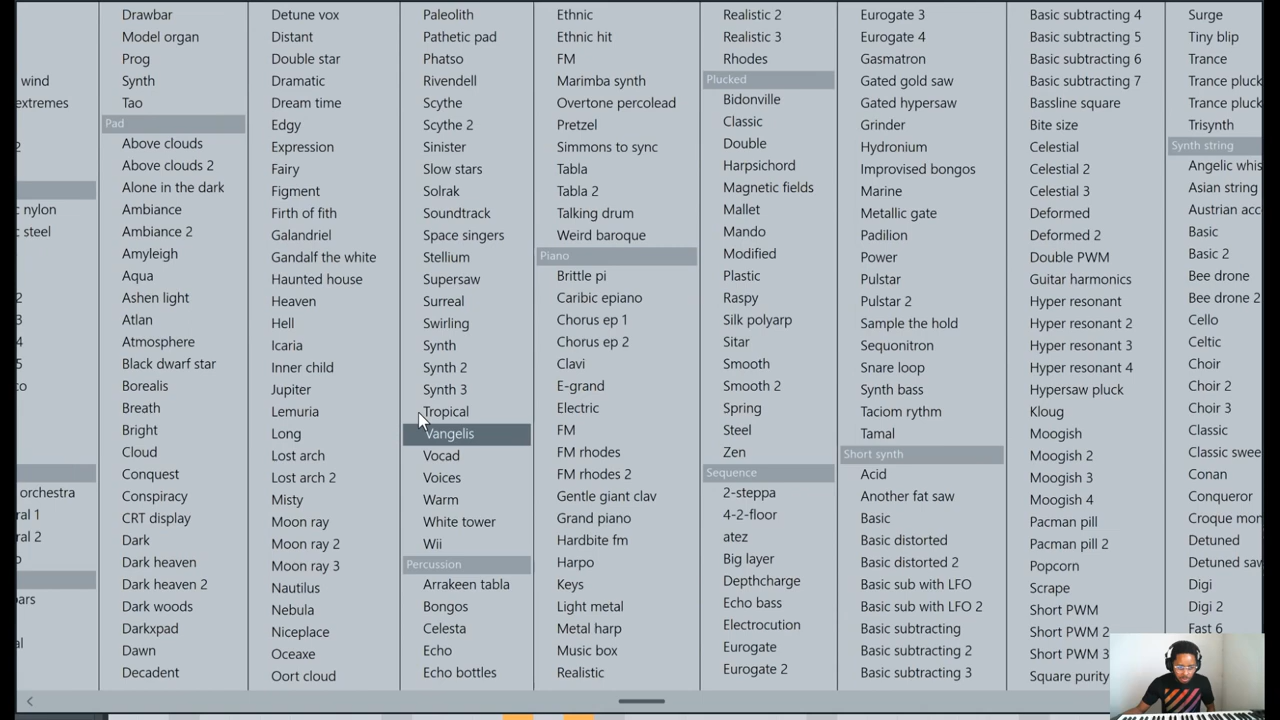 wind
extremes
2
c nylon
c steel
2
3
4
5
co
orchestra
ral 1
ral 2
o
ars
al
Drawbar
Model organ
Prog
Synth
Tao
Pad
Above clouds
Above clouds 2
Alone in the dark
Ambiance
Ambiance 2
Amyleigh
Aqua
Ashen light
Atlan
Atmosphere
Black dwarf star
Borealis
Breath
Bright
Cloud
Conquest
Conspiracy
CRT display
Dark
Dark heaven
Dark heaven 2
Dark woods
Darkxpad
Dawn
Decadent
Detune vox
Distant
Double star
Dramatic
Dream time
Edgy
Expression
Fairy
Figment
Firth of fith
Galandriel
Gandalf the white
Haunted house
Heaven
Hell
Icaria
Inner child
Jupiter
Lemuria
Long
Lost arch
Lost arch 2
Misty
Moon ray
Moon ray 2
Moon ray 3
Nautilus
Nebula
Niceplace
Oceaxe
Oort cloud
Paleolith
Pathetic pad
Phatso
Rivendell
Scythe
Scythe 2
Sinister
Slow stars
Solrak
Soundtrack
Space singers
Stellium
Supersaw
Surreal
Swirling
Synth
Synth 2
Synth 3
Tropical
Vangelis
Vocad
Voices
Warm
White tower
Wii
Percussion
Arrakeen tabla
Bongos
Celesta
Echo
Echo bottles
Ethnic
Ethnic hit
FM
Marimba synth
Overtone percolead
Pretzel
Simmons to sync
Tabla
Tabla 2
Talking drum
Weird baroque
Piano
Brittle pi
Caribic epiano
Chorus ep 1
Chorus ep 2
Clavi
E-grand
Electric
FM
FM rhodes
FM rhodes 2
Gentle giant clav
Grand piano
Hardbite fm
Harpo
Keys
Light metal
Metal harp
Music box
Realistic
Realistic 2
Realistic 3
Rhodes
Plucked
Bidonville
Classic
Double
Harpsichord
Magnetic fields
Mallet
Mando
Modified
Plastic
Raspy
Silk polyarp
Sitar
Smooth
Smooth 2
Spring
Steel
Zen
Sequence
2-steppa
4-2-floor
atez
Big layer
Depthcharge
Echo bass
Electrocution
Eurogate
Eurogate 2
Eurogate 3
Eurogate 4
Gasmatron
Gated gold saw
Gated hypersaw
Grinder
Hydronium
Improvised bongos
Marine
Metallic gate
Padilion
Power
Pulstar
Pulstar 2
Sample the hold
Sequonitron
Snare loop
Synth bass
Taciom rythm
Tamal
Short synth
Acid
Another fat saw
Basic
Basic distorted
Basic distorted 2
Basic sub with LFO
Basic sub with LFO 2
Basic subtracting
Basic subtracting 2
Basic subtracting 3
Basic subtracting 4
Basic subtracting 5
Basic subtracting 6
Basic subtracting 7
Bassline square
Bite size
Celestial
Celestial 2
Celestial 3
Deformed
Deformed 2
Double PWM
Guitar harmonics
Hyper resonant
Hyper resonant 2
Hyper resonant 3
Hyper resonant 4
Hypersaw pluck
Kloug
Moogish
Moogish 2
Moogish 3
Moogish 4
Pacman pill
Pacman pill 2
Popcorn
Scrape
Short PWM
Short PWM 2
Short PWM 3
Square purity
Surge
Tiny blip
Trance
Trance pluck
Trance pluck
Trisynth
Synth string
Angelic whis
Asian string
Austrian acc
Basic
Basic 2
Bee drone
Bee drone 2
Cello
Celtic
Choir
Choir 2
Choir 3
Classic
Classic swee
Conan
Conqueror
Croque mon
Detuned
Detuned saw
Digi
Digi 2
Fast 6